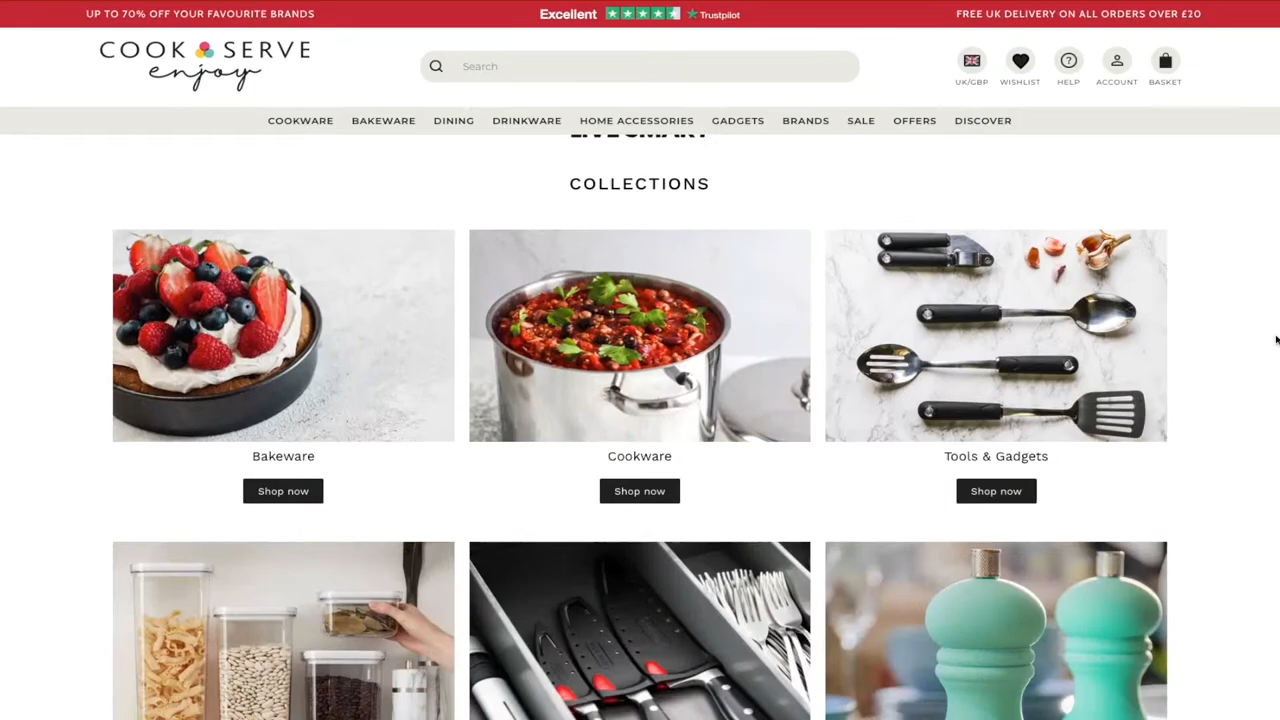 UP TO 70% OFF YOUR FAVOURITE BRANDS
Excellent Trustpilot
FREE UK DELIVERY ON ALL ORDERS OVER £20
COOK SERVE
enjoy
Search
UK/GBP
WISHLIST
HELP
ACCOUNT
BASKET
COOKWARE BAKEWARE DINING DRINKWARE HOME ACCESSORIES GADGETS BRANDS SALE OFFERS DISCOVER
COLLECTIONS
Bakeware
Cookware
Tools & Gadgets
Shop now
Shop now
Shop now